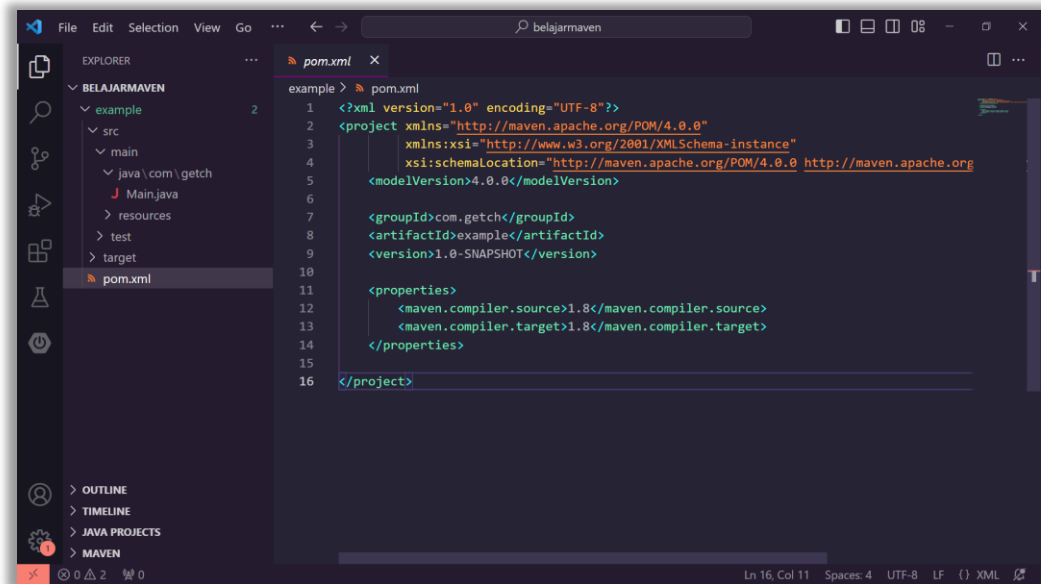 File Edit Selection View Go ··· belajarmaven
EXPLORER ···
BELAJARMAVEN
example 2
src
main
java\com\getch
J Main.java
resources
test
target
pom.xml
OUTLINE
TIMELINE
JAVA PROJECTS
MAVEN
pom.xml
example > pom.xml
1 <?xml version="1.0" encoding="UTF-8"?>
2 <project xmlns="http://maven.apache.org/POM/4.0.0"
3 xmlns:xsi="http://www.w3.org/2001/XMLSchema-instance"
4 xsi:schemaLocation="http://maven.apache.org/POM/4.0.0 http://maven.apache.org
5 <modelVersion>4.0.0</modelVersion>
6
7 <groupId>com.getch</groupId>
8 <artifactId>example</artifactId>
9 <version>1.0-SNAPSHOT</version>
10
11 <properties>
12 <maven.compiler.source>1.8</maven.compiler.source>
13 <maven.compiler.target>1.8</maven.compiler.target>
14 </properties>
15
16 </project>
1
0 2 0 Ln 16, Col 11 Spaces: 4 UTF-8 LF {} XML